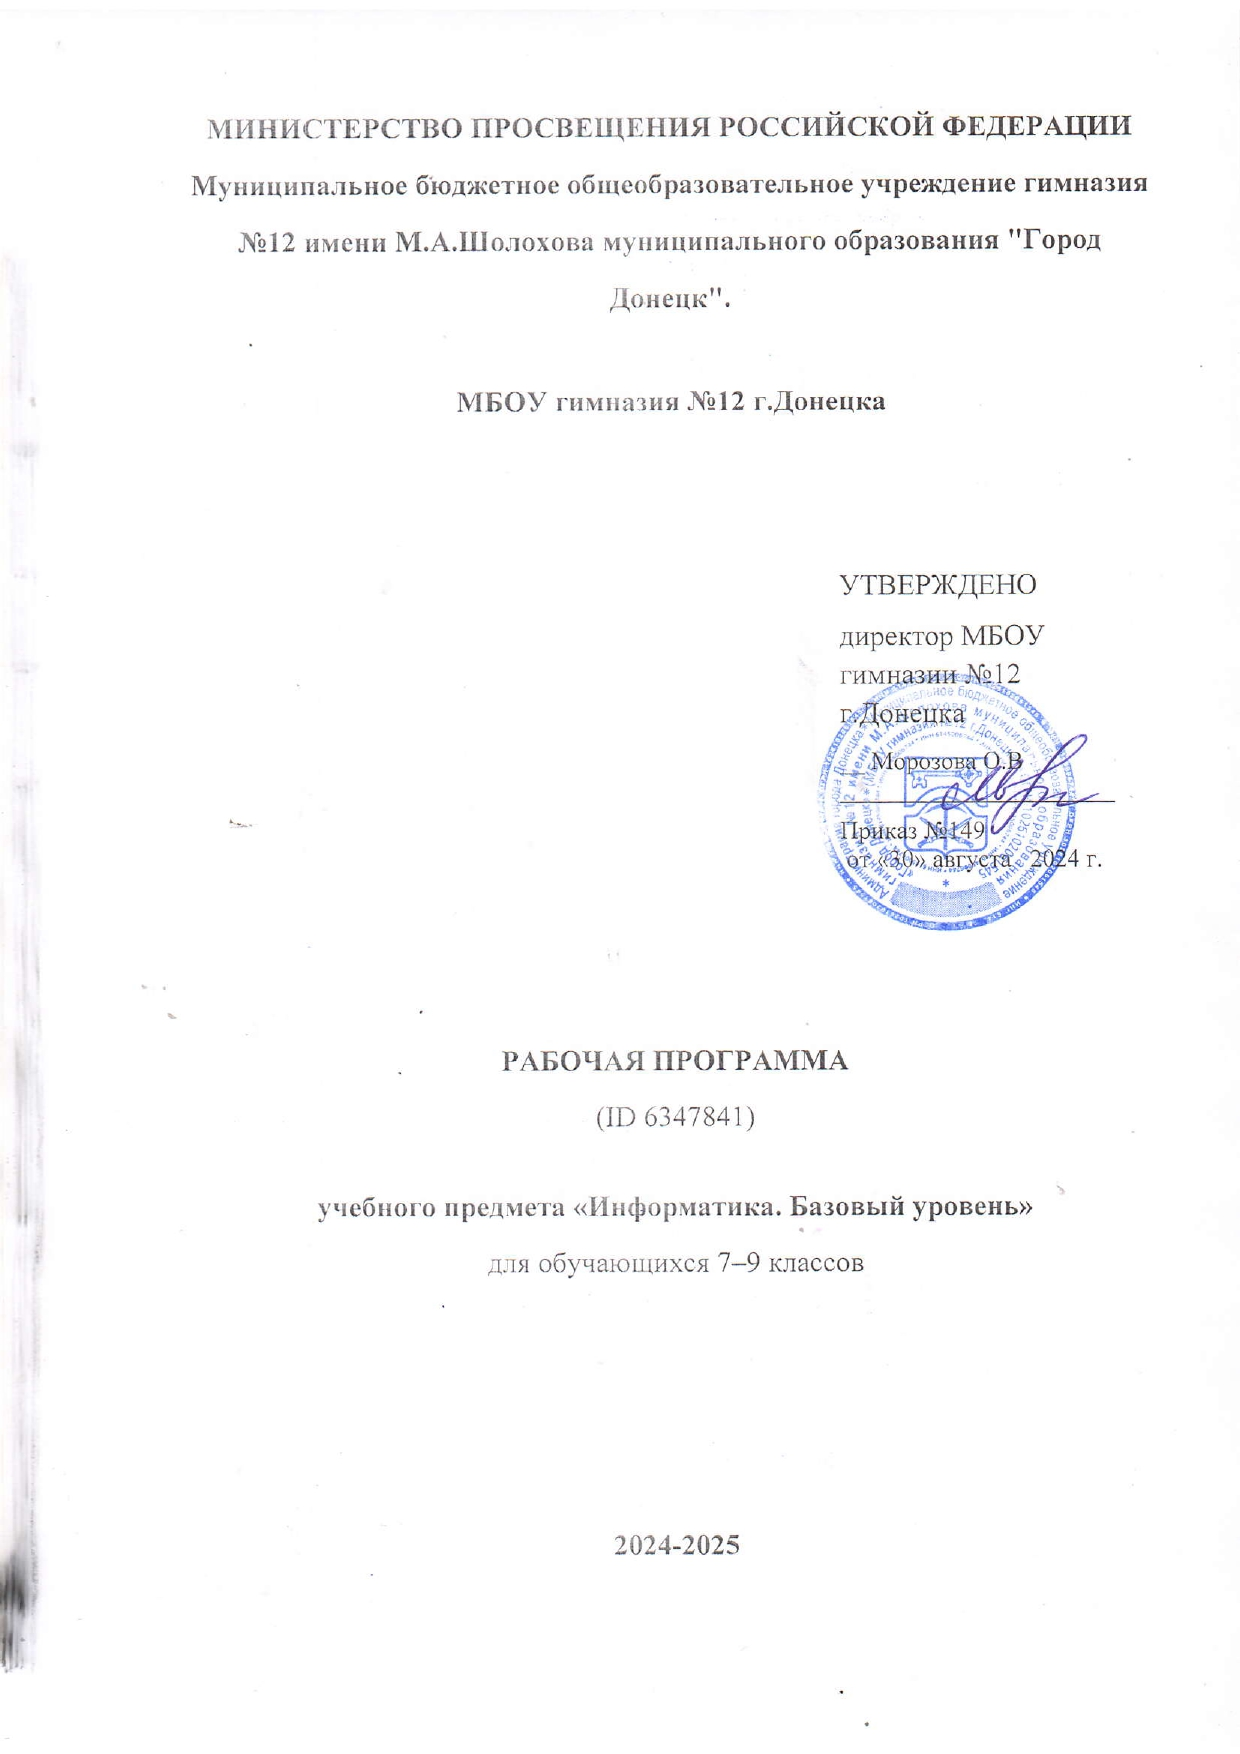 МИНИСТЕРСТВО ПРОСВЕЩЕНИЯ РОССИЙСКОЙ ФЕДЕРАЦИИ
Муниципальное бюджетное общеобразовательное учреждение гимназия
№12 имени М.А.Шолохова муниципального образования "Город
Донецк".
МБОУ гимназия №12 г.Донецка
УТВЕРЖДЕНО
директор МБОУ
гимназии №12
г.Донецка
Морозова О.В
Приказ №149
от «30» августа 2024 г.
РАБОЧАЯ ПРОГРАММА
(ID 6347841)
учебного предмета «Информатика. Базовый уровень»
для обучающихся 7–9 классов
2024-2025